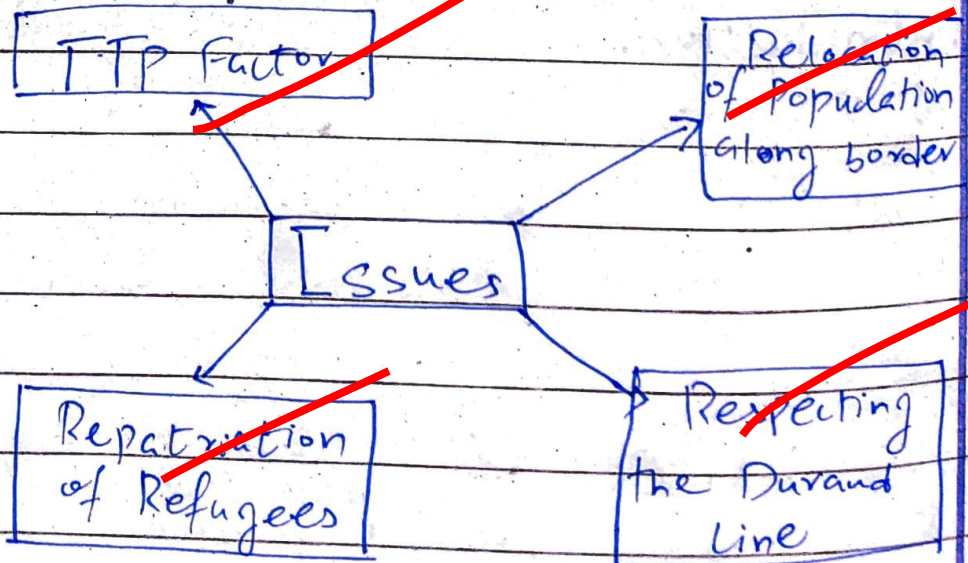 TTP Factor
Relocation
of Population
along border
Issues
Repatriation
of Refugees
Respecting
the Durand
Line